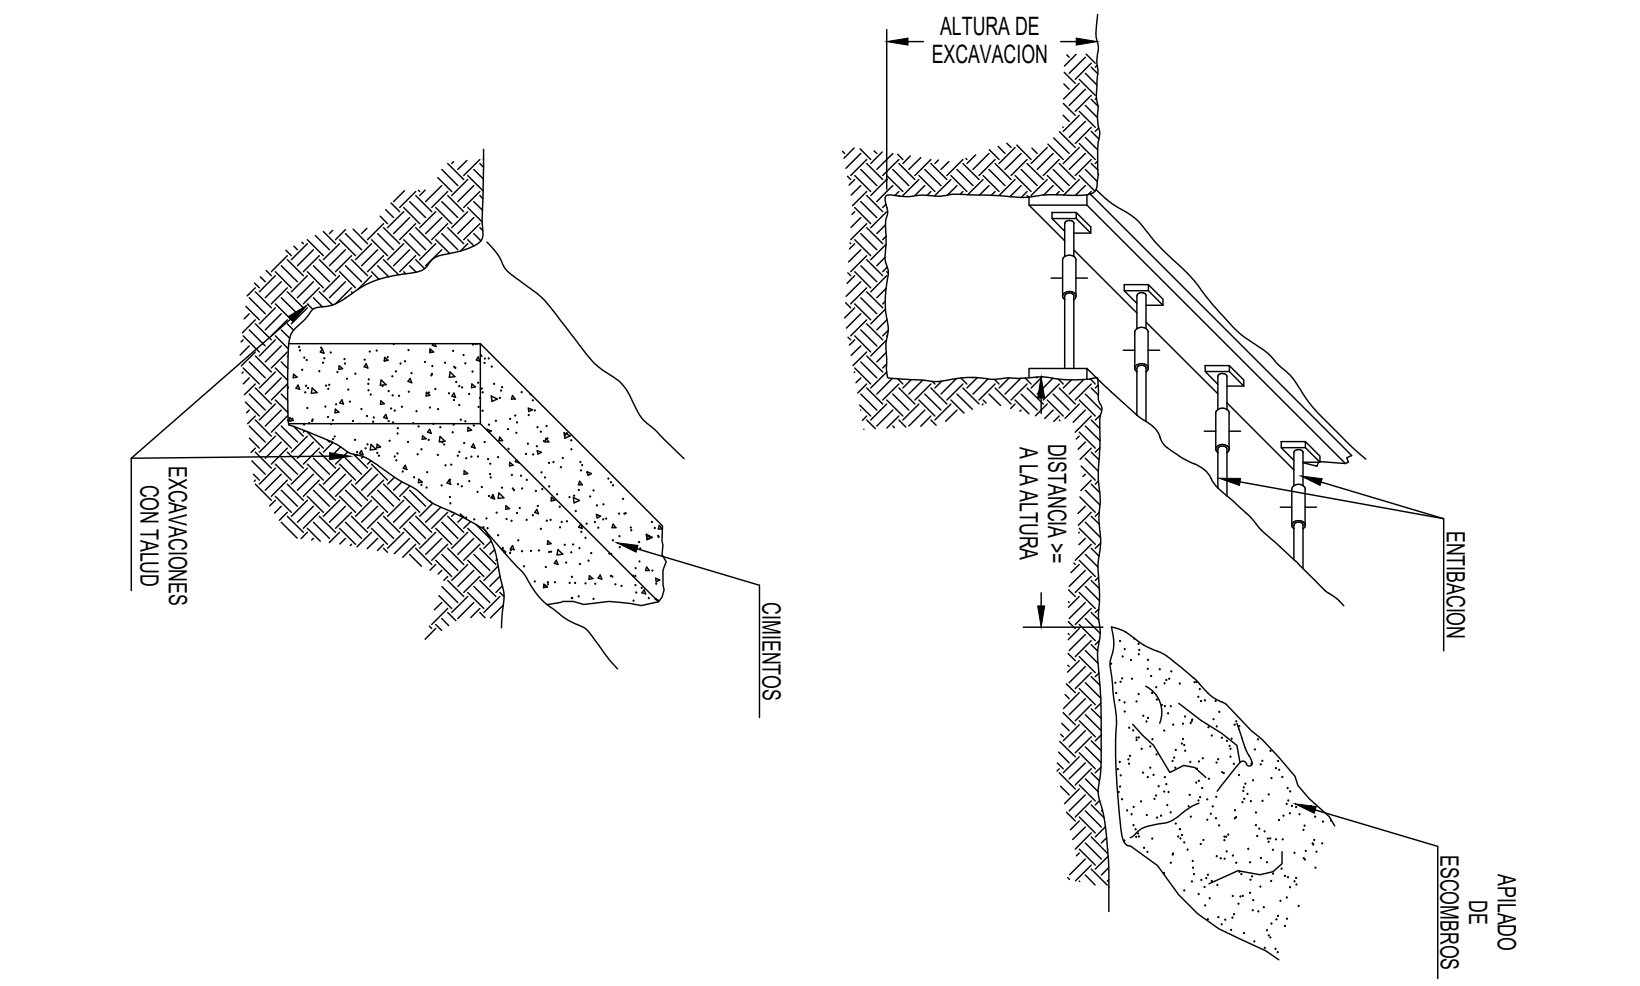 ALTURA DE
EXCAVACION
DISTANCIA >=
A LA ALTURA
ENTIBACION
APILADO
DE
ESCOMBROS
EXCAVACIONES
CON TALUD
CIMIENTOS